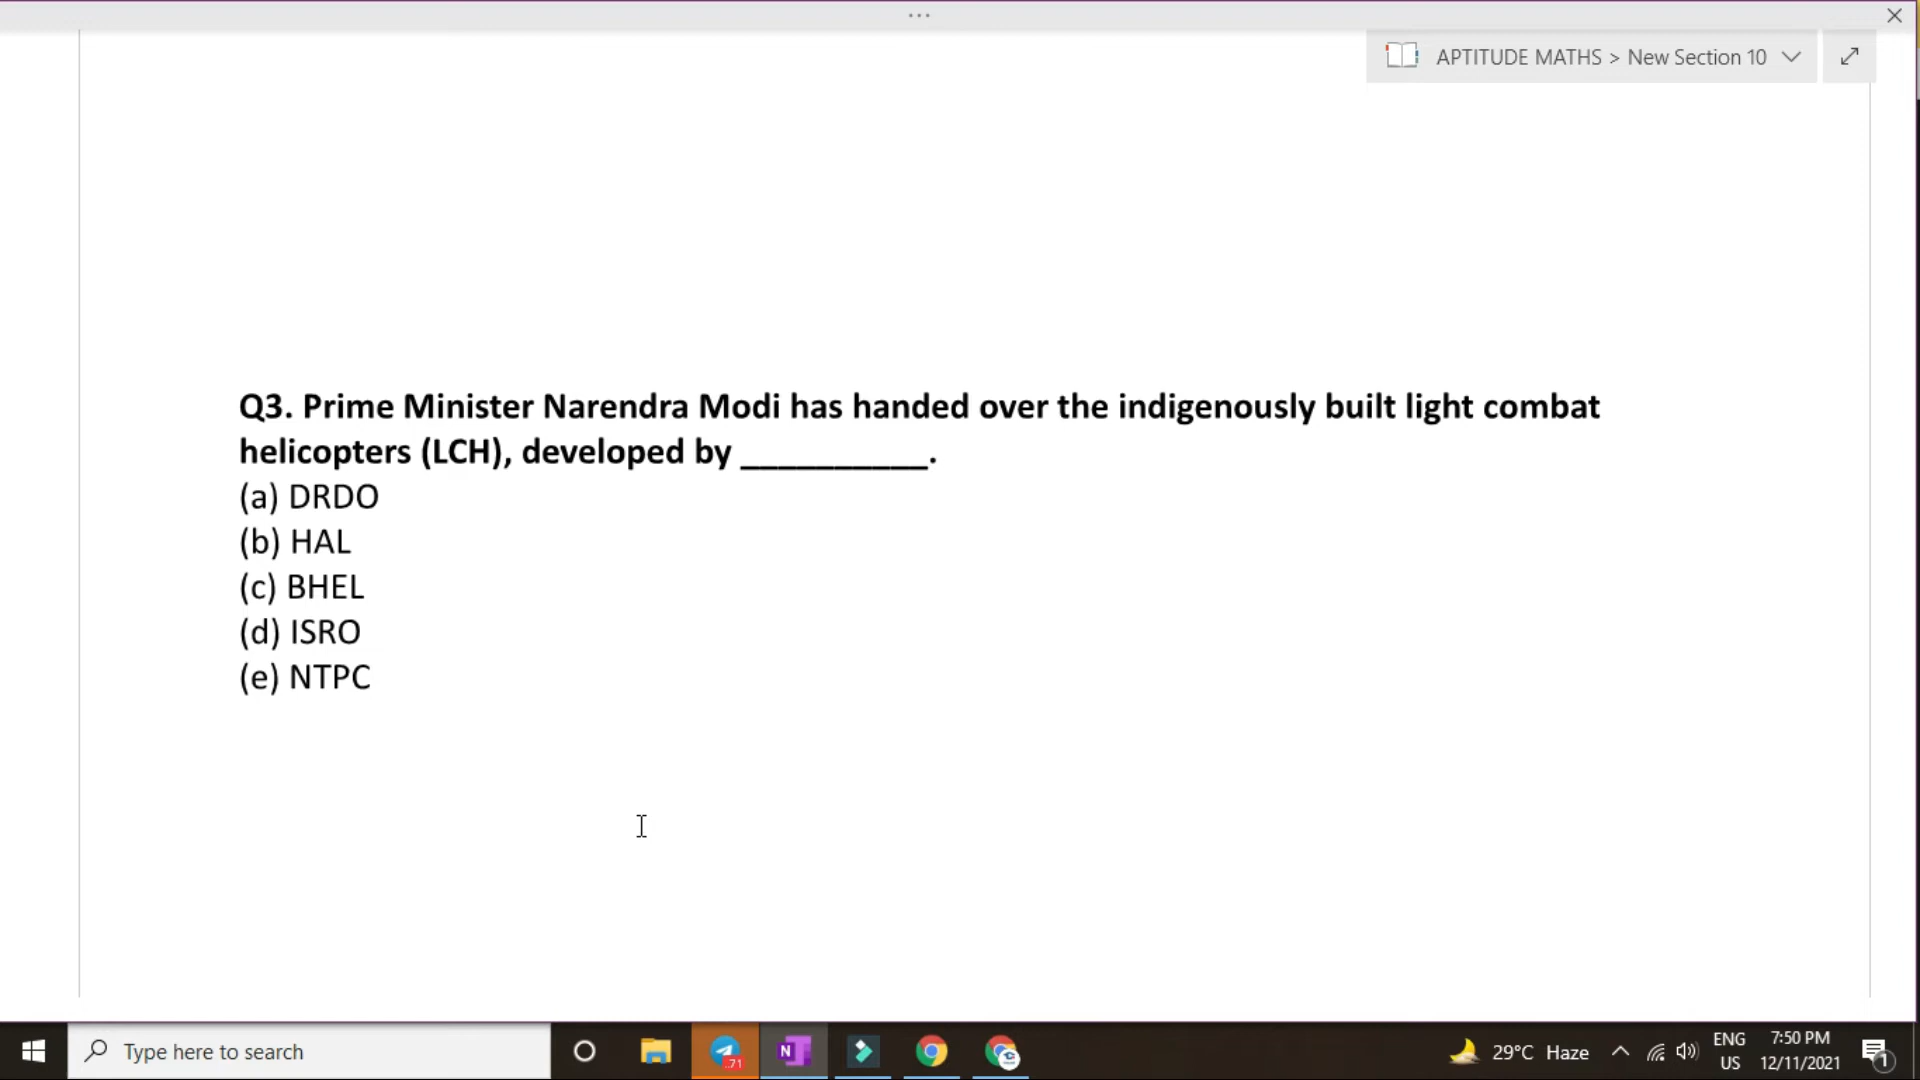 ...
APTITUDE MATHS > New Section 10
Q3. Prime Minister Narendra Modi has handed over the indigenously built light combat
helicopters (LCH), developed by __________.
(a) DRDO
(b) HAL
(c) BHEL
(d) ISRO
(e) NTPC
Type here to search
..71
N
29°C Haze
ENG
US
7:50 PM
12/11/2021
1